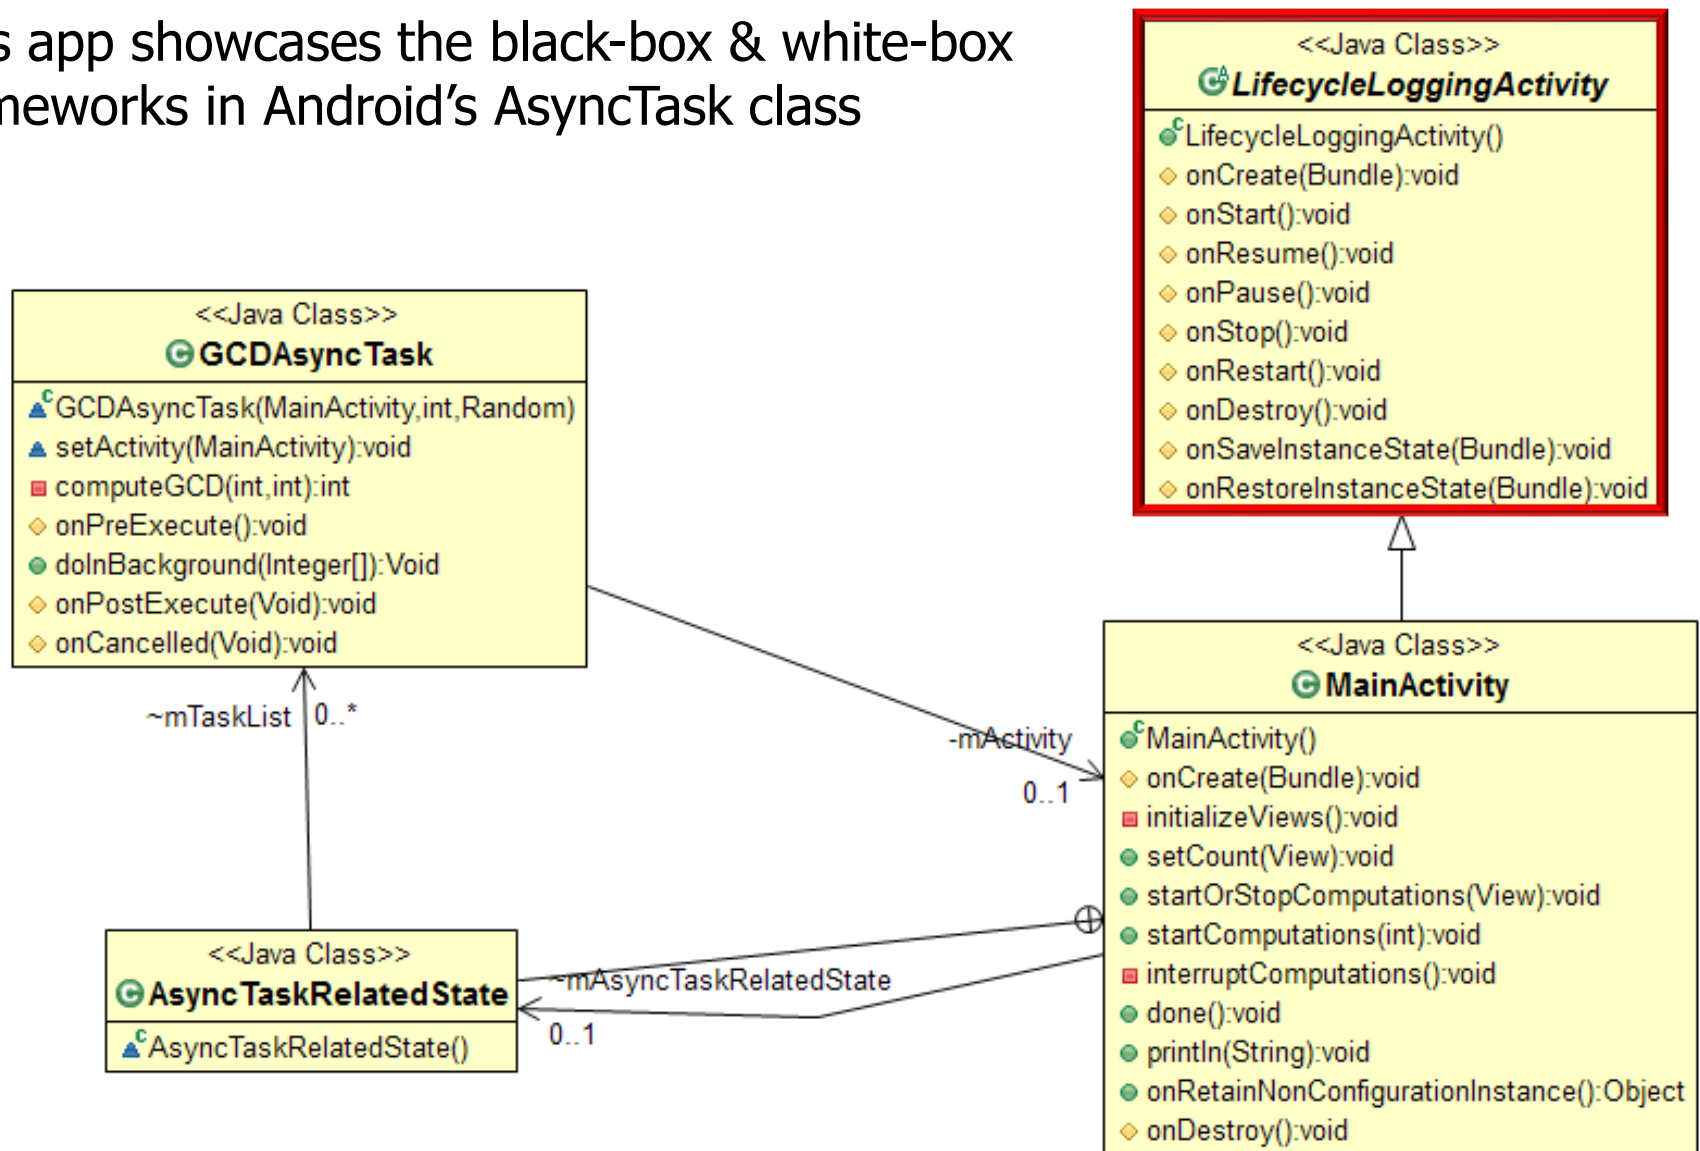 s app showcases the black-box & white-box
meworks in Android's AsyncTask class
<<Java Class>>
LifecycleLoggingActivity
LifecycleLoggingActivity()
onCreate(Bundle):void
onStart():void
onResume():void
onPause():void
onStop():void
onRestart():void
onDestroy():void
onSaveInstanceState(Bundle):void
onRestoreInstanceState(Bundle):void
<<Java Class>>
GCDAsyncTask
GCDAsyncTask(MainActivity,int,Random)
setActivity(MainActivity):void
computeGCD(int,int):int
onPreExecute():void
doInBackground(Integer[]):Void
onPostExecute(Void):void
onCancelled(Void):void
~mTaskList 0..*
-mActivity
0..1
<<Java Class>>
MainActivity
MainActivity()
onCreate(Bundle):void
initializeViews():void
setCount(View):void
startOrStopComputations(View):void
startComputations(int):void
interruptComputations():void
done():void
println(String):void
onRetainNonConfigurationInstance():Object
onDestroy():void
<<Java Class>>
AsyncTaskRelatedState
AsyncTaskRelatedState()
~mAsyncTaskRelatedState
0..1